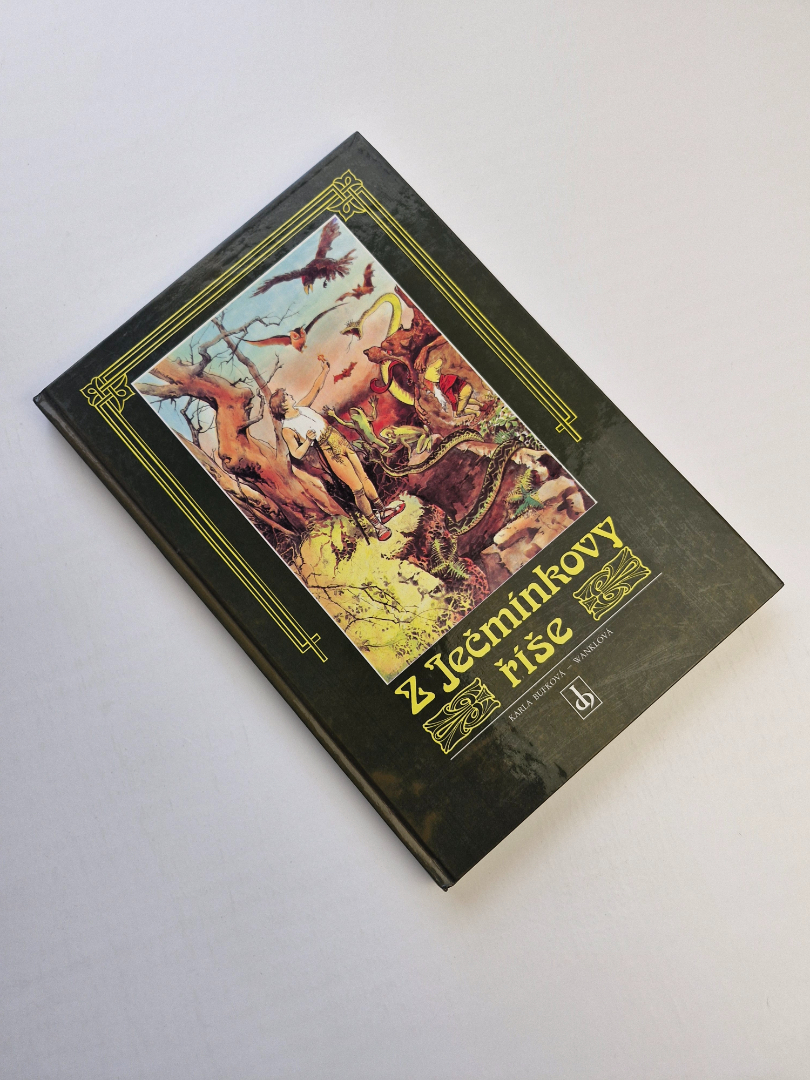 Z Ječmínkovy
říše
KARLA BUFKOVÁ – WANKLOVÁ